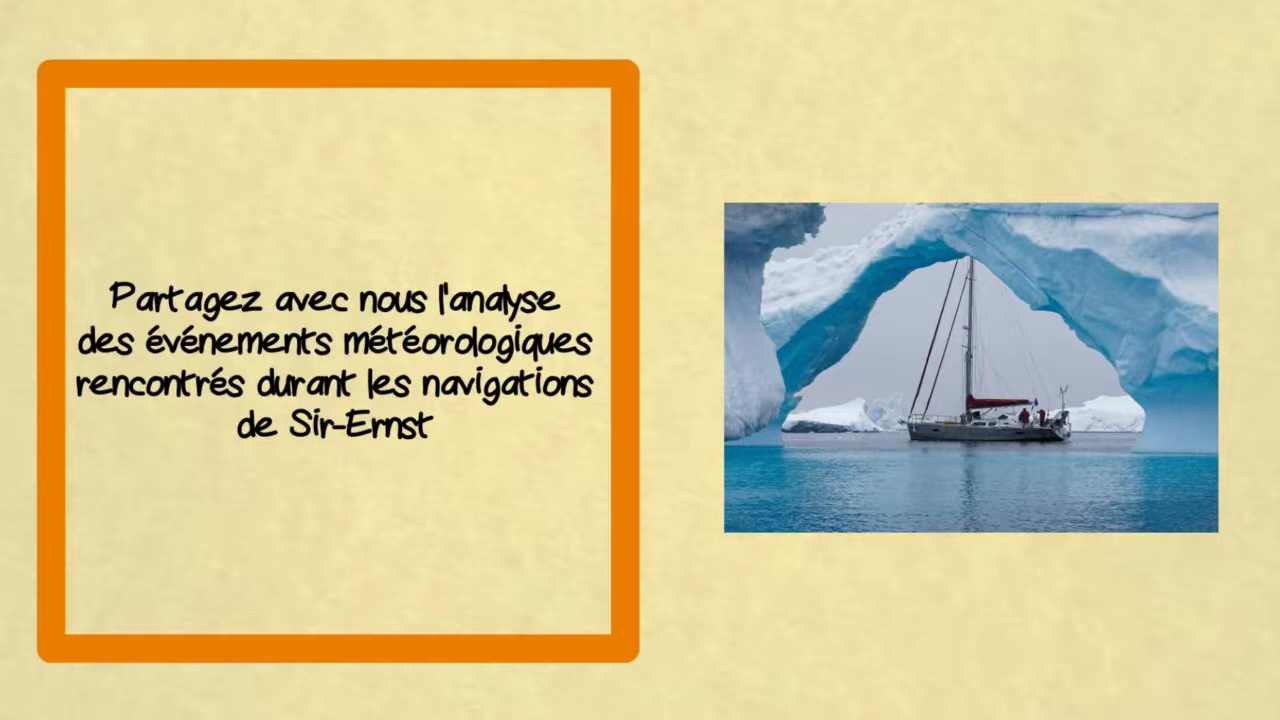 Partagez avec nous l'analyse
des événements météorologiques
rencontrés durant les navigations
de Sir-Ernst